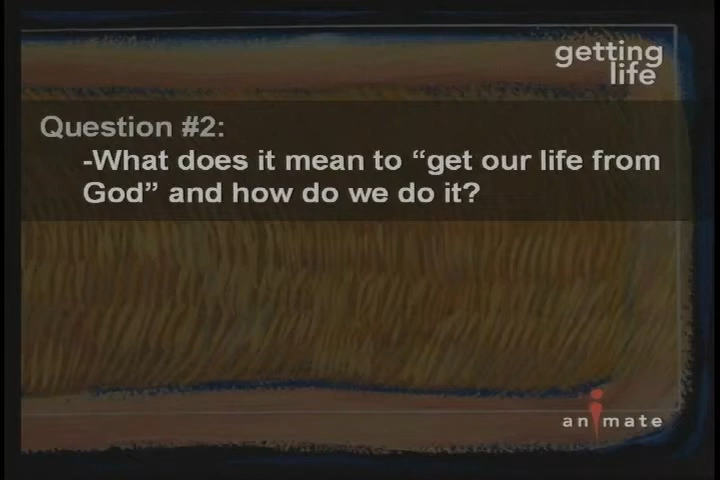 getting
life
Question #2:
-What does it mean to “get our life from
God” and how do we do it?
animate